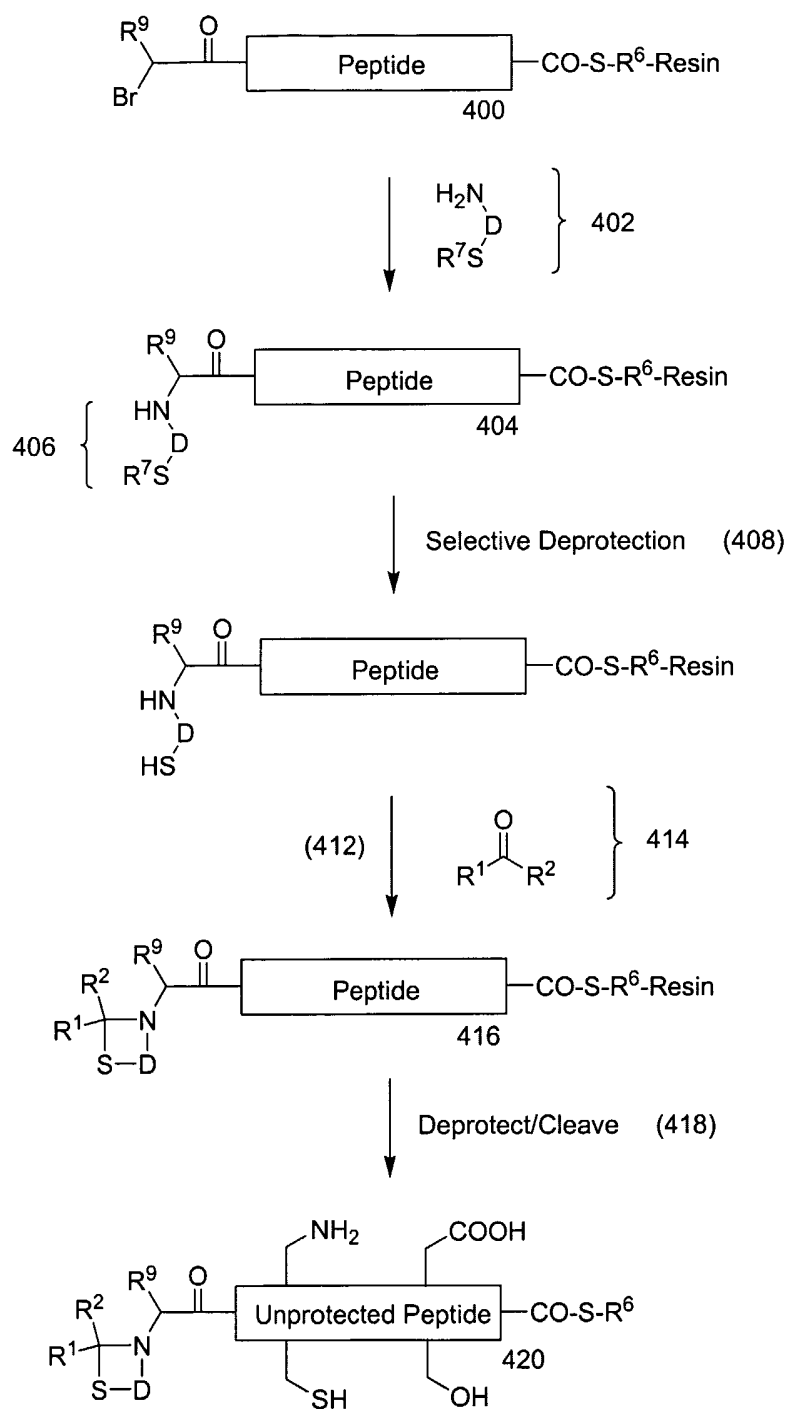 R⁹ O
Peptide CO-S-R⁶-Resin
Br
400
H₂N
D 402
R⁷S
R⁹ O
Peptide CO-S-R⁶-Resin
HN 404
406 D
R⁷S
Selective Deprotection (408)
R⁹ O
Peptide CO-S-R⁶-Resin
HN
D
HS
O
(412) 414
R¹ R²
R⁹ O
R² Peptide CO-S-R⁶-Resin
R¹ N
416
S D
Deprotect/Cleave (418)
NH₂ COOH
R⁹ O
R² Unprotected Peptide CO-S-R⁶
R¹ N
420
S D
SH OH